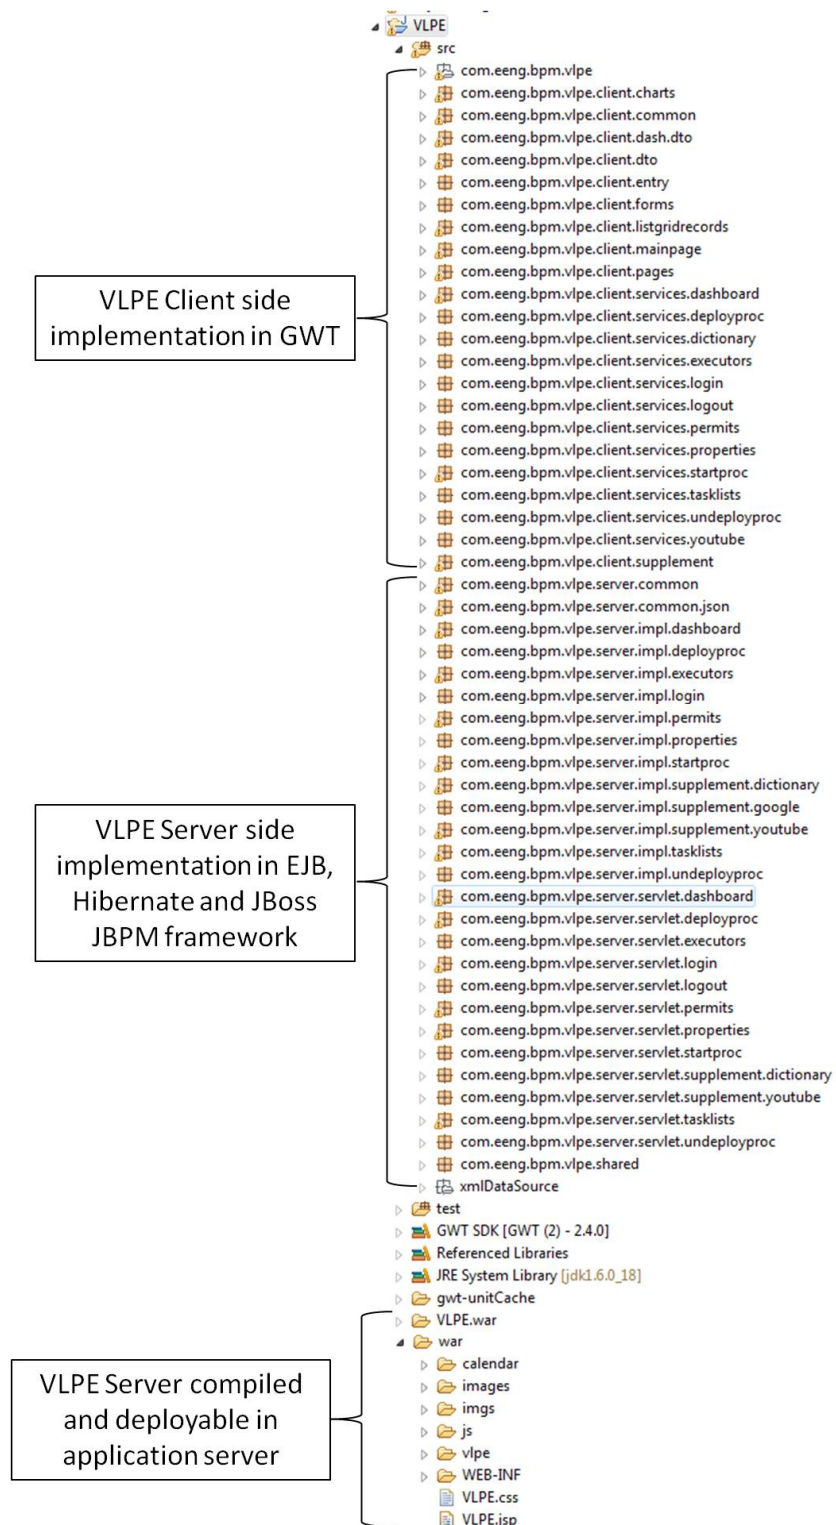 VLPE
src
com.eeng.bpm.vlpe
com.eeng.bpm.vlpe.client.charts
com.eeng.bpm.vlpe.client.common
com.eeng.bpm.vlpe.client.dash.dto
com.eeng.bpm.vlpe.client.dto
com.eeng.bpm.vlpe.client.entry
com.eeng.bpm.vlpe.client.forms
com.eeng.bpm.vlpe.client.listgridrecords
com.eeng.bpm.vlpe.client.mainpage
com.eeng.bpm.vlpe.client.pages
com.eeng.bpm.vlpe.client.services.dashboard
com.eeng.bpm.vlpe.client.services.deployproc
com.eeng.bpm.vlpe.client.services.dictionary
com.eeng.bpm.vlpe.client.services.executors
com.eeng.bpm.vlpe.client.services.login
com.eeng.bpm.vlpe.client.services.logout
com.eeng.bpm.vlpe.client.services.permits
com.eeng.bpm.vlpe.client.services.properties
com.eeng.bpm.vlpe.client.services.startproc
com.eeng.bpm.vlpe.client.services.tasklists
com.eeng.bpm.vlpe.client.services.undeployproc
com.eeng.bpm.vlpe.client.services.youtube
com.eeng.bpm.vlpe.client.supplement
VLPE Client side
implementation in GWT
com.eeng.bpm.vlpe.server.common
com.eeng.bpm.vlpe.server.common.json
com.eeng.bpm.vlpe.server.impl.dashboard
com.eeng.bpm.vlpe.server.impl.deployproc
com.eeng.bpm.vlpe.server.impl.executors
com.eeng.bpm.vlpe.server.impl.login
com.eeng.bpm.vlpe.server.impl.permits
com.eeng.bpm.vlpe.server.impl.properties
com.eeng.bpm.vlpe.server.impl.startproc
com.eeng.bpm.vlpe.server.impl.supplement.dictionary
com.eeng.bpm.vlpe.server.impl.supplement.google
com.eeng.bpm.vlpe.server.impl.supplement.youtube
com.eeng.bpm.vlpe.server.impl.tasklists
com.eeng.bpm.vlpe.server.impl.undeployproc
com.eeng.bpm.vlpe.server.servlet.dashboard
com.eeng.bpm.vlpe.server.servlet.deployproc
com.eeng.bpm.vlpe.server.servlet.executors
com.eeng.bpm.vlpe.server.servlet.login
com.eeng.bpm.vlpe.server.servlet.logout
com.eeng.bpm.vlpe.server.servlet.permits
com.eeng.bpm.vlpe.server.servlet.properties
com.eeng.bpm.vlpe.server.servlet.startproc
com.eeng.bpm.vlpe.server.servlet.supplement.dictionary
com.eeng.bpm.vlpe.server.servlet.supplement.youtube
com.eeng.bpm.vlpe.server.servlet.tasklists
com.eeng.bpm.vlpe.server.servlet.undeployproc
com.eeng.bpm.vlpe.shared
xmlDataSource
VLPE Server side
implementation in EJB,
Hibernate and JBoss
JBPM framework
test
GWT SDK [GWT (2) - 2.4.0]
Referenced Libraries
JRE System Library [jdk1.6.0_18]
gwt-unitCache
VLPE.war
war
calendar
images
imgs
js
vlpe
WEB-INF
VLPE.css
VLPE.jsp
VLPE Server compiled
and deployable in
application server